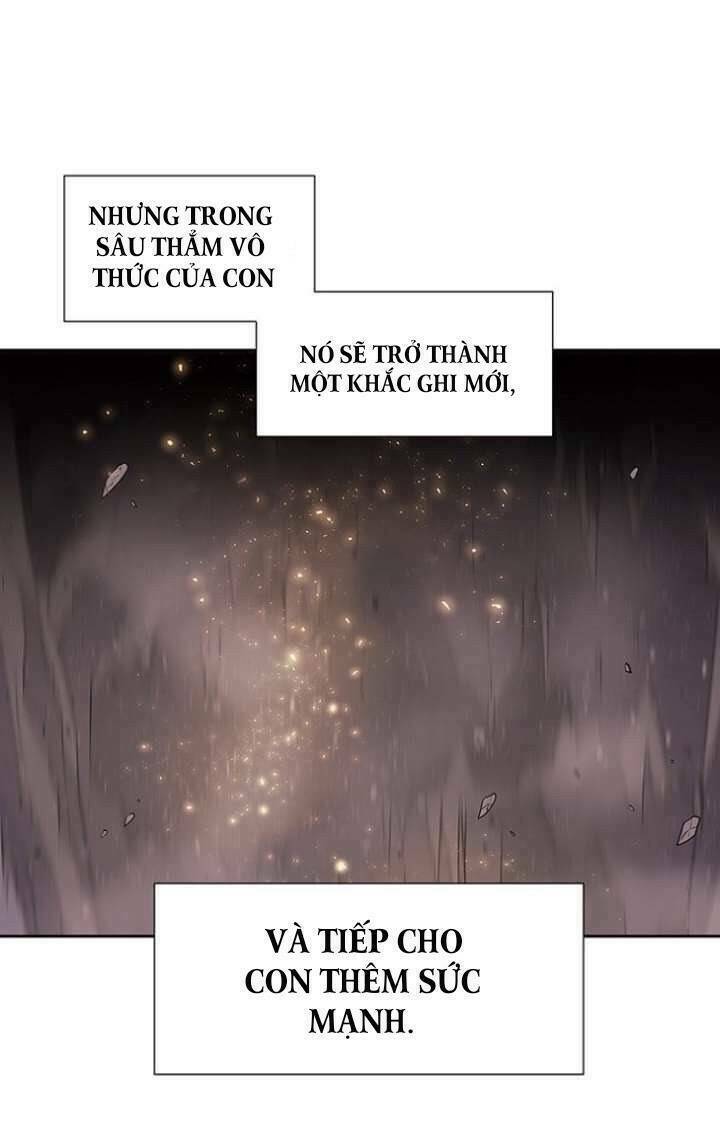 NHƯNG TRONG
SÂU THẲM VÔ
THỨC CỦA CON
NÓ SẼ TRỞ THÀNH
MỘT KHẮC GHI MỚI,
VÀ TIẾP CHO
CON THÊM SỨC
MẠNH.